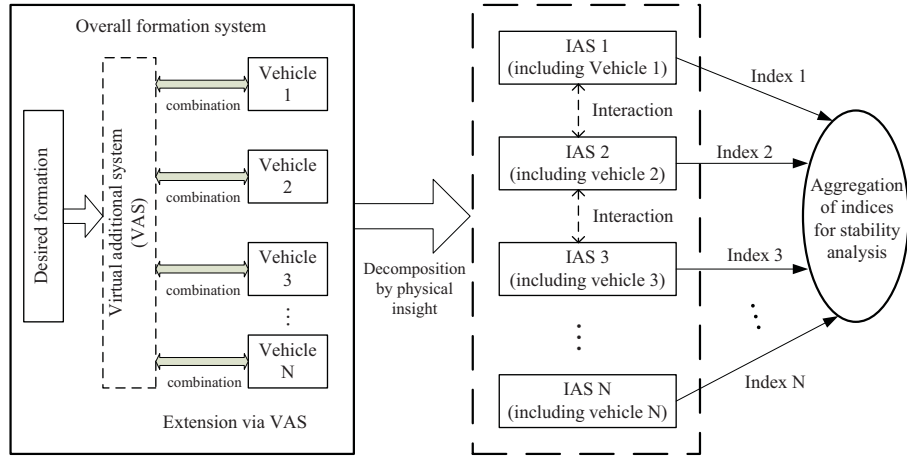 Overall formation system
Desired formation
Virtual additional system
(VAS)
Vehicle
1
combination
Vehicle
2
combination
Vehicle
3
combination
...
Vehicle
N
combination
Extension via VAS
Decomposition
by physical
insight
IAS 1
(including Vehicle 1)
Interaction
IAS 2
(including vehicle 2)
Interaction
IAS 3
(including vehicle 3)
...
IAS N
(including vehicle N)
Index 1
Index 2
Index 3
...
Index N
Aggregation
of indices
for stability
analysis